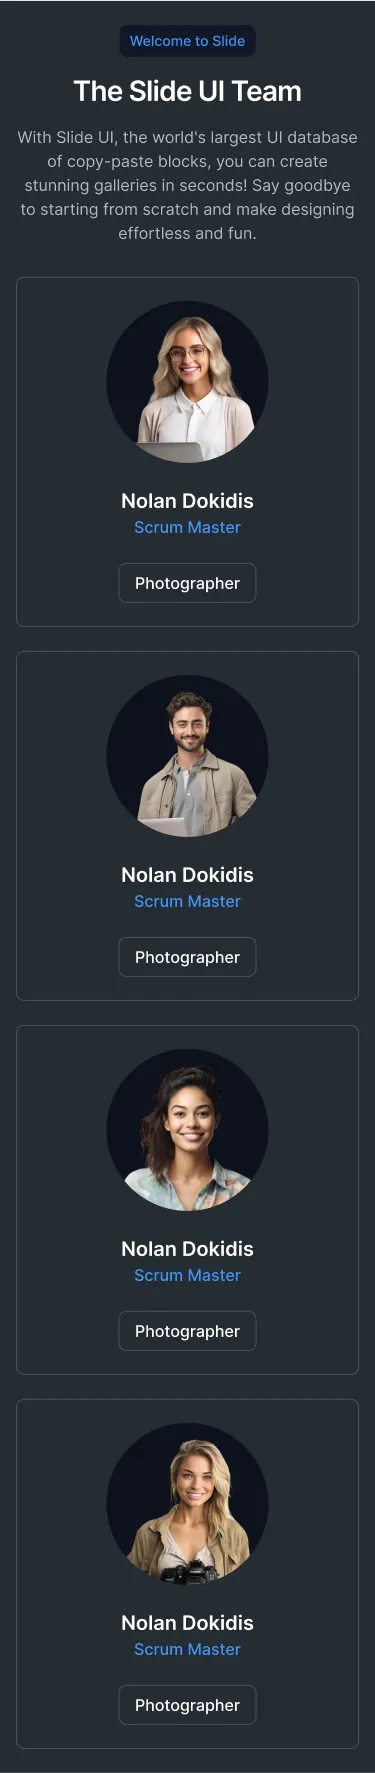 Welcome to Slide
The Slide UI Team
With Slide UI, the world's largest UI database
of copy-paste blocks, you can create
stunning galleries in seconds! Say goodbye
to starting from scratch and make designing
effortless and fun.
Nolan Dokidis
Scrum Master
Photographer
Nolan Dokidis
Scrum Master
Photographer
Nolan Dokidis
Scrum Master
Photographer
Nolan Dokidis
Scrum Master
Photographer